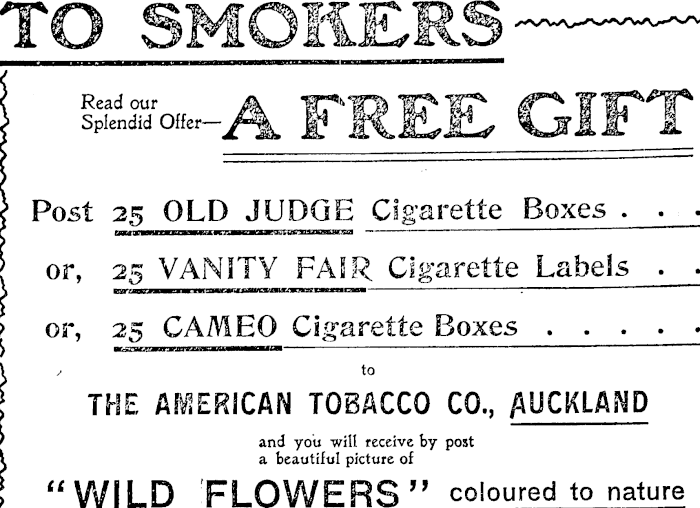 TO SMOKERS
Read our
Splendid Offer—
A FREE GIFT
Post 25 OLD JUDGE Cigarette Boxes . . .
or, 25 VANITY FAIR Cigarette Labels . .
or, 25 CAMEO Cigarette Boxes . . . . .
to
THE AMERICAN TOBACCO CO., AUCKLAND
and you will receive by post
a beautiful picture of
"WILD FLOWERS" coloured to nature